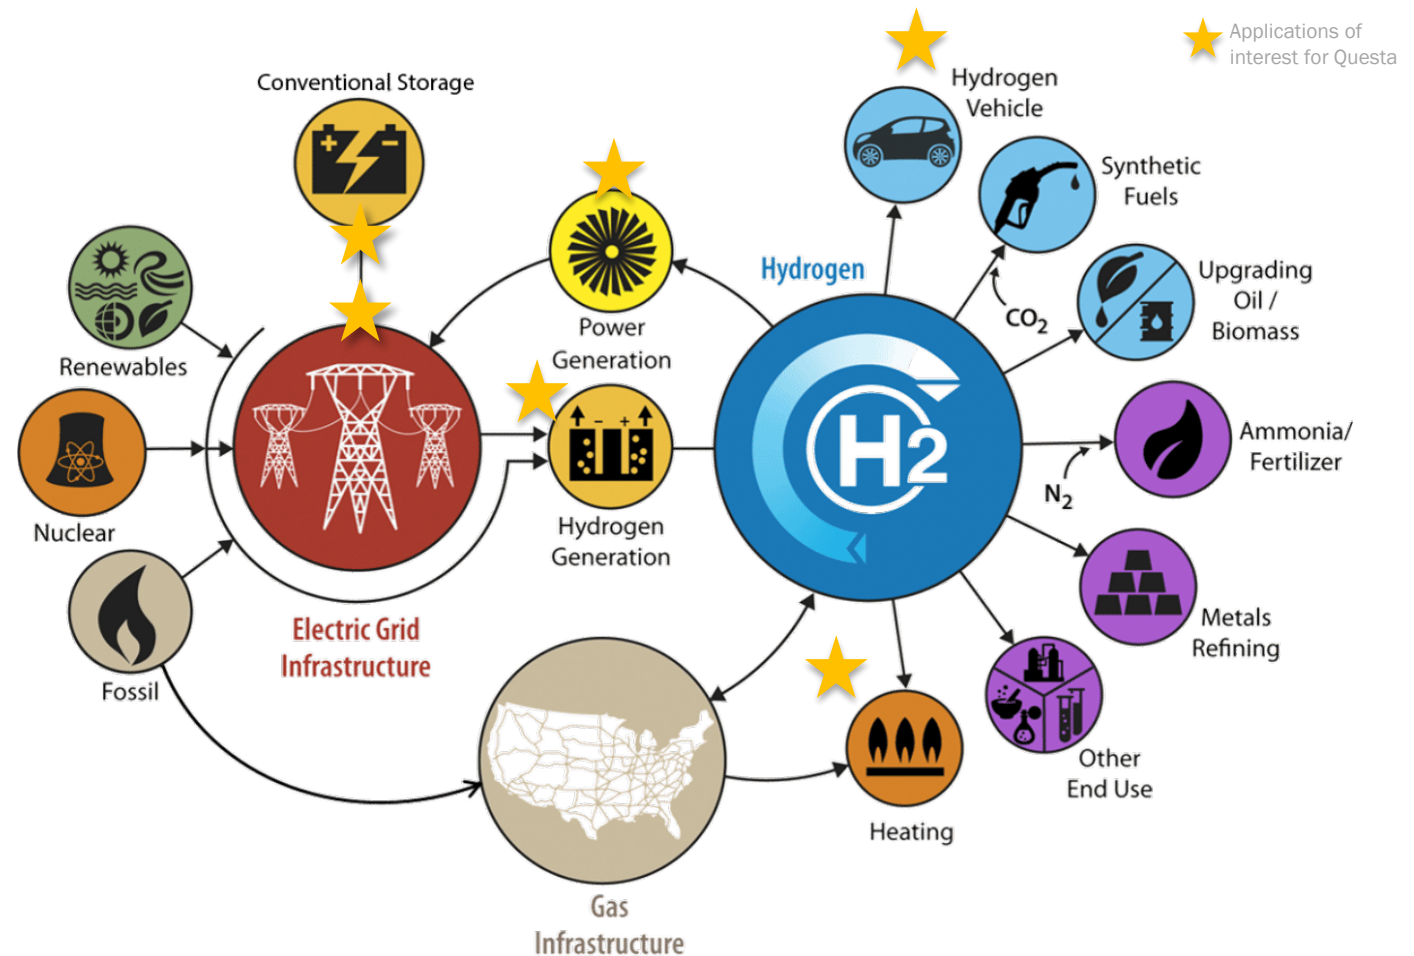 Applications of
interest for Questa
Conventional Storage
Hydrogen
Vehicle
Synthetic
Fuels
CO2
Upgrading
Oil /
Biomass
Renewables
Power
Generation
Hydrogen
H2
Ammonia/
Fertilizer
N2
Nuclear
Hydrogen
Generation
Metals
Refining
Fossil
Electric Grid
Infrastructure
Other
End Use
Heating
Gas
Infrastructure